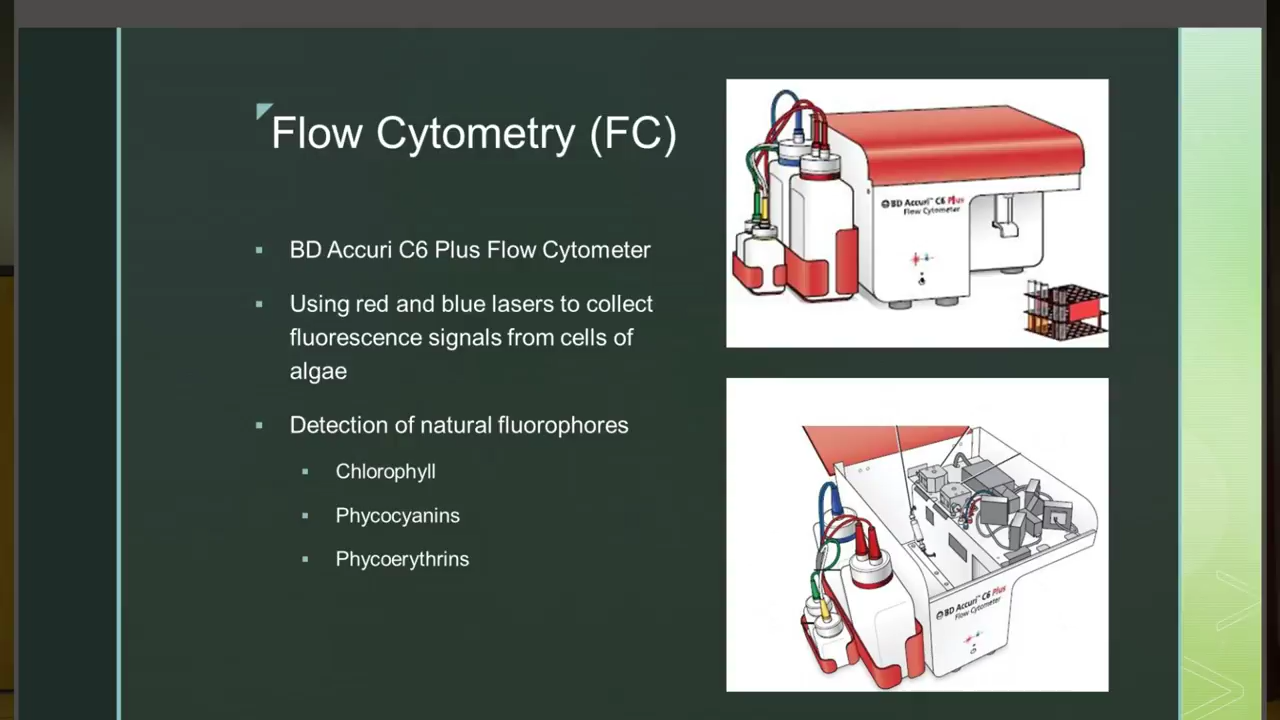 Flow Cytometry (FC)
BD Accuri C6 Plus Flow Cytometer
Using red and blue lasers to collect
fluorescence signals from cells of
algae
Detection of natural fluorophores
Chlorophyll
Phycocyanins
Phycoerythrins
BD Accuri™ C6 Plus
Flow Cytometer
BD Accuri™ C6 Plus
Flow Cytometer